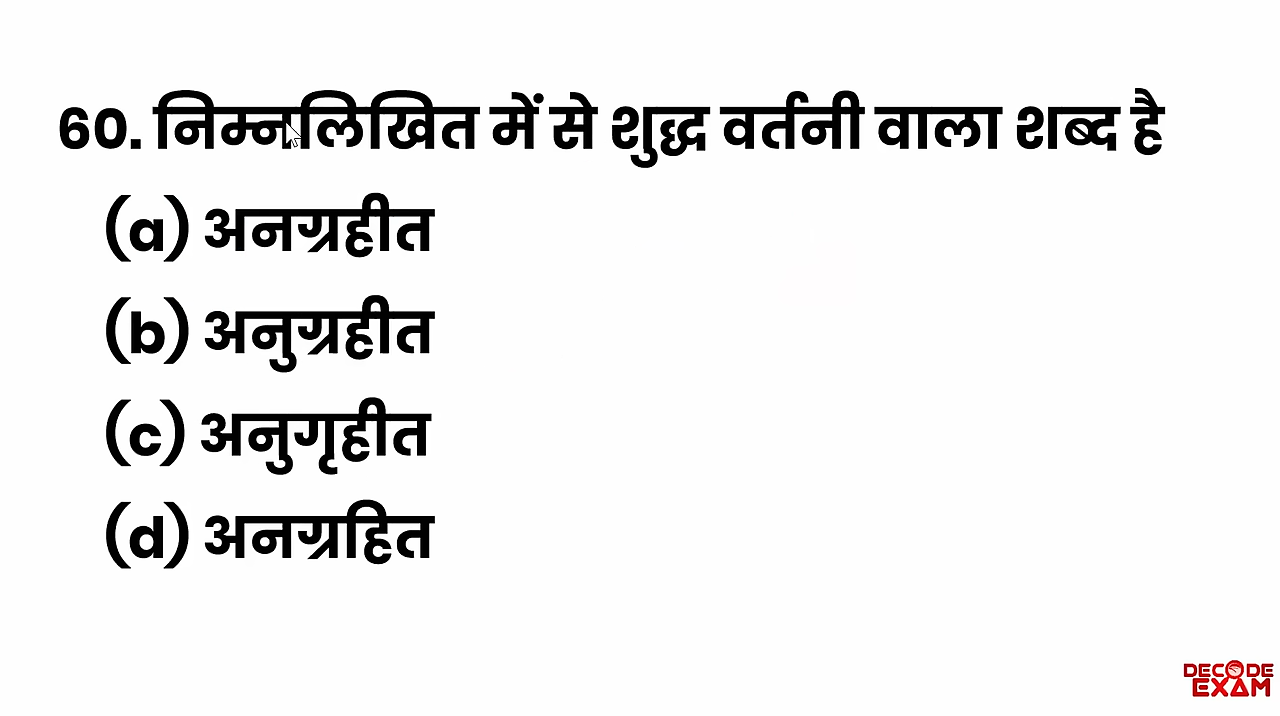 60. निम्नलिखित में से शुद्ध वर्तनी वाला शब्द है
(a) अनग्रहीत
(b) अनुग्रहीत
(c) अनुगृहीत
(d) अनग्रहित
DECODE
EXAM